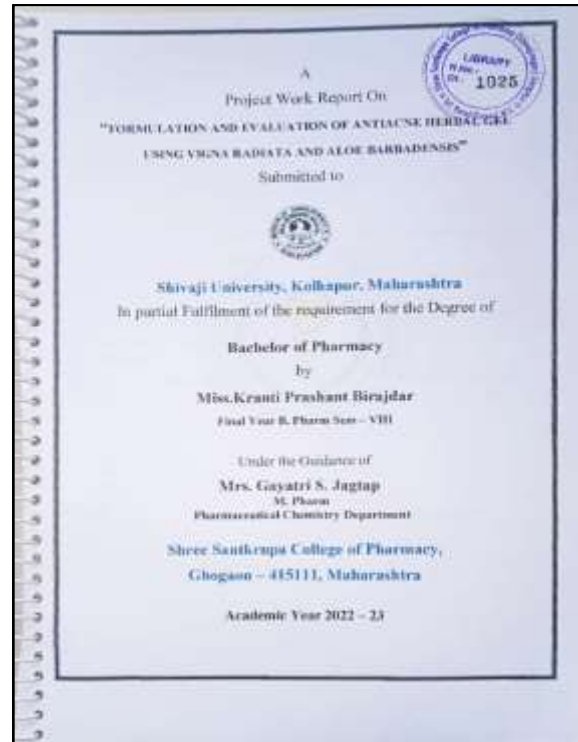 A
Project Work Report On
"FORMULATION AND EVALUATION OF ANTIACNE HERBAL GEL
USING VIGNA RADIATA AND ALOE BARBADENSIS"
Submitted to
Shivaji University, Kolhapur, Maharashtra
In partial Fulfilment of the requirement for the Degree of
Bachelor of Pharmacy
by
Miss.Kranti Prashant Birajdar
Final Year B. Pharm Sem – VIII
Under the Guidance of
Mrs. Gayatri S. Jagtap
M. Pharm
Pharmaceutical Chemistry Department
Shree Santkrupa College of Pharmacy,
Ghogaon – 415111, Maharashtra
Academic Year 2022 – 23
LIBRARY
1025